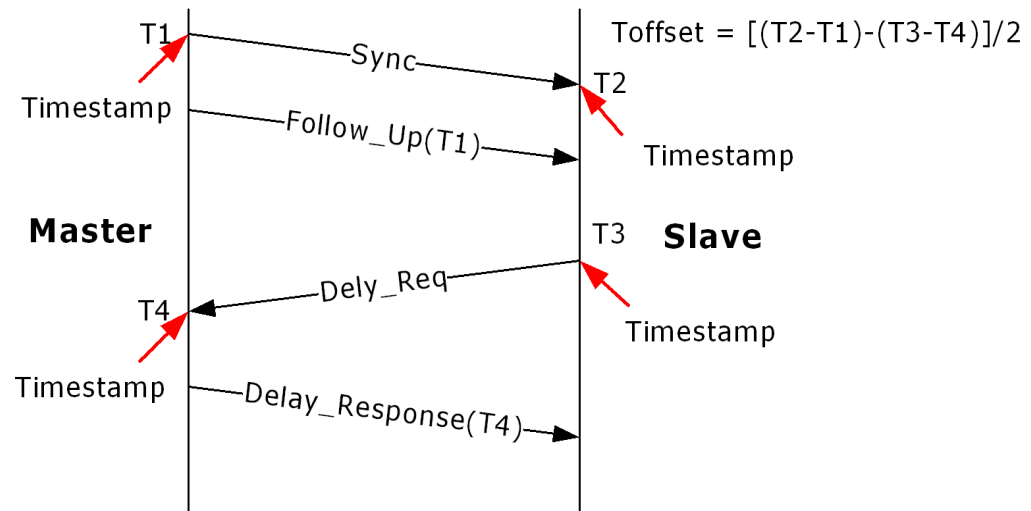 T1
Sync
Toffset = [(T2-T1)-(T3-T4)]/2
T2
Timestamp
Follow_Up(T1)
Timestamp
Master
T3
Slave
Dely_Req
T4
Timestamp
Timestamp
Delay_Response(T4)